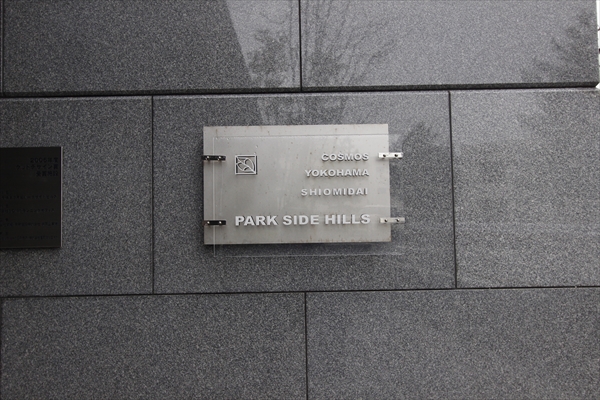 COSMOS
YOKOHAMA
SHIOMIDAI
PARK SIDE HILLS